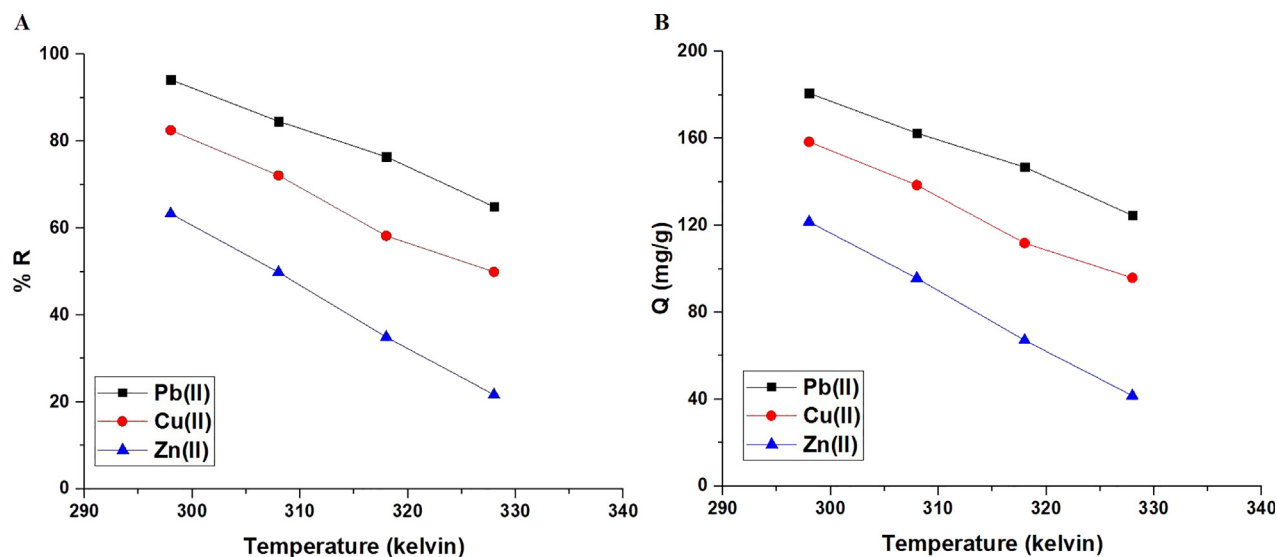 A
% R
100
80
60
40
20
0
290
300
310
320
330
340
Temperature (kelvin)
Pb(II)
Cu(II)
Zn(II)
B
Q (mg/g)
200
160
120
80
40
0
290
300
310
320
330
340
Temperature (kelvin)
Pb(II)
Cu(II)
Zn(II)